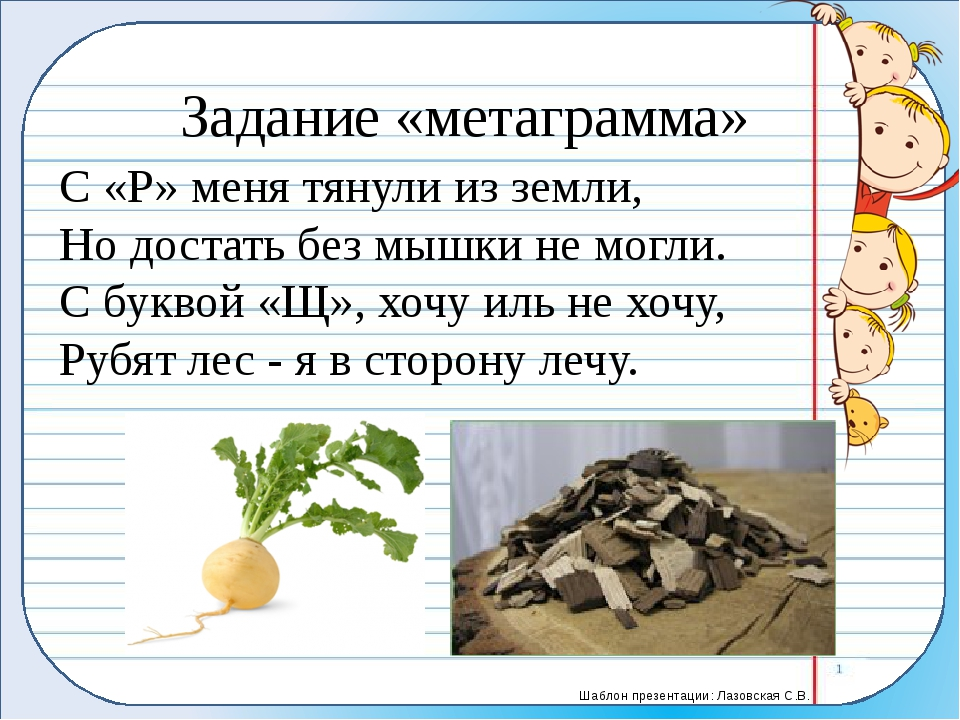 Задание «метаграмма»
С «Р» меня тянули из земли,
Но достать без мышки не могли.
С буквой «Щ», хочу иль не хочу,
Рубят лес - я в сторону лечу.
1
Шаблон презентации: Лазовская С.В.